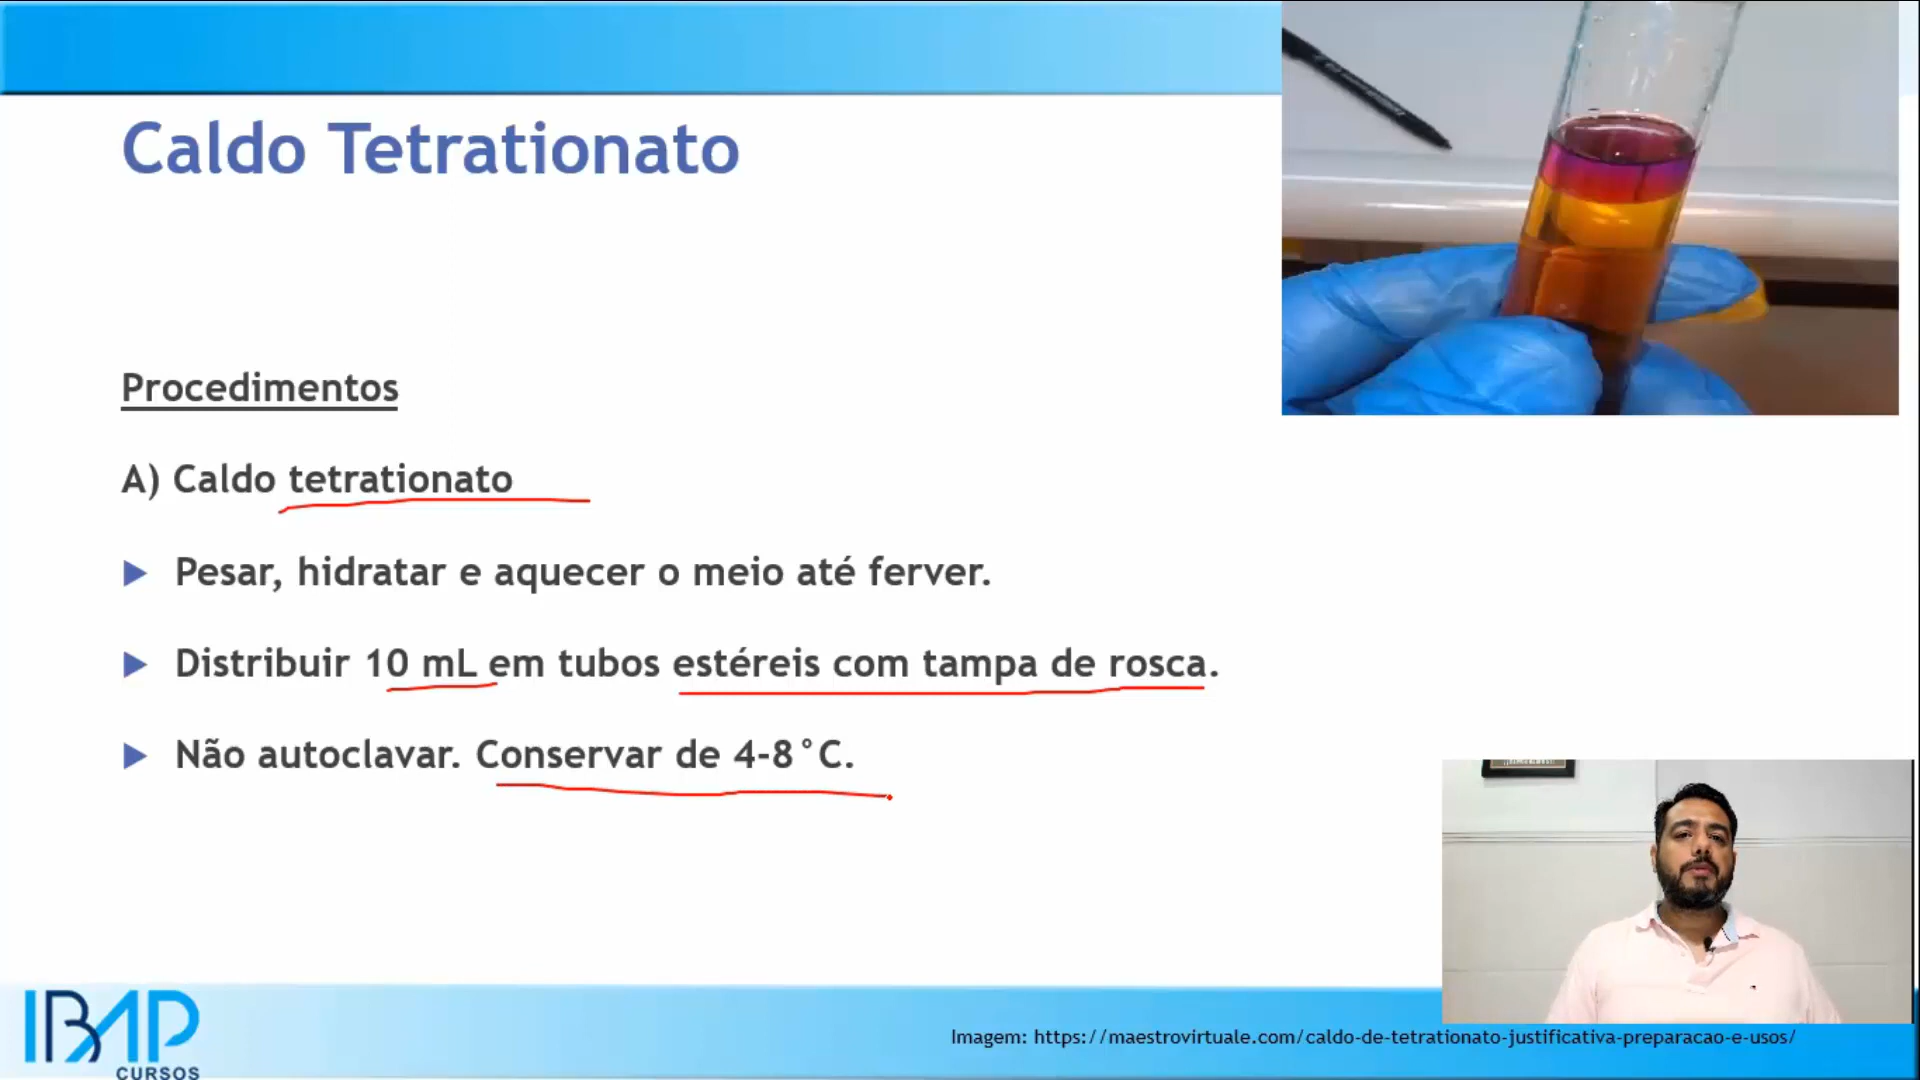 Caldo Tetrationato
Procedimentos
A) Caldo tetrationato
Pesar, hidratar e aquecer o meio até ferver.
Distribuir 10 mL em tubos estéreis com tampa de rosca.
Não autoclavar. Conservar de 4-8°C.
IBAP
CURSOS
Imagem: https://maestrovirtuale.com/caldo-de-tetrationato-justificativa-preparacao-e-usos/